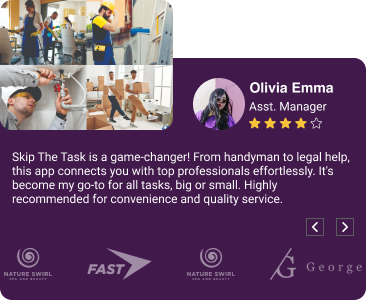 Olivia Emma
Asst. Manager
Skip The Task is a game-changer! From handyman to legal help,
this app connects you with top professionals effortlessly. It's
become my go-to for all tasks, big or small. Highly
recommended for convenience and quality service.
NATURE SWIRL
SPA AND BEAUTY
FAST
NATURE SWIRL
SPA AND BEAUTY
G
George